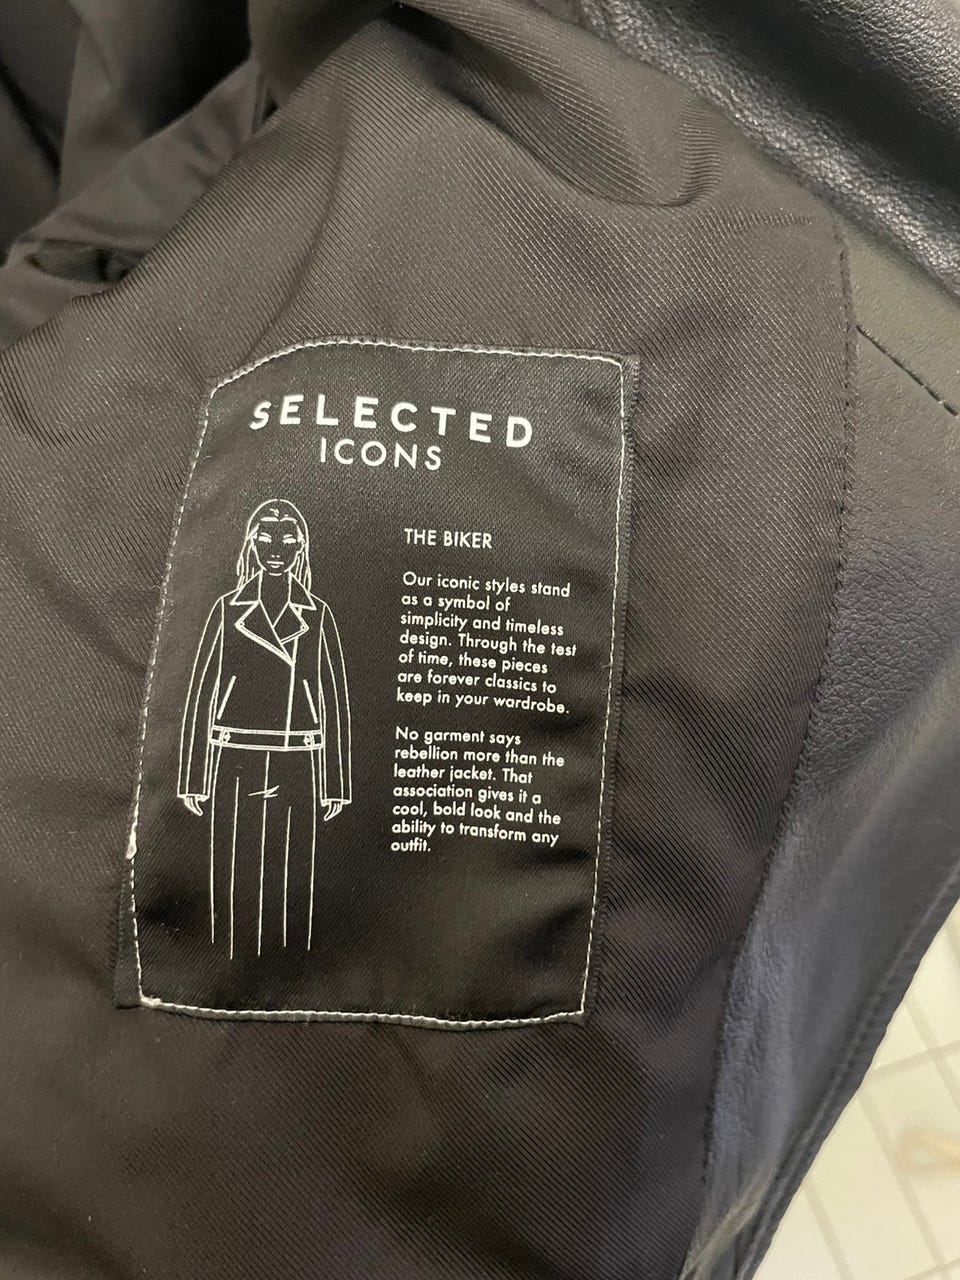 SELECTED
ICONS
THE BIKER
Our iconic styles stand
as a symbol of
simplicity and timeless
design. Through the test
of time, these pieces
are forever classics to
keep in your wardrobe.
No garment says
rebellion more than the
leather jacket. That
association gives it a
cool, bold look and the
ability to transform any
outfit.